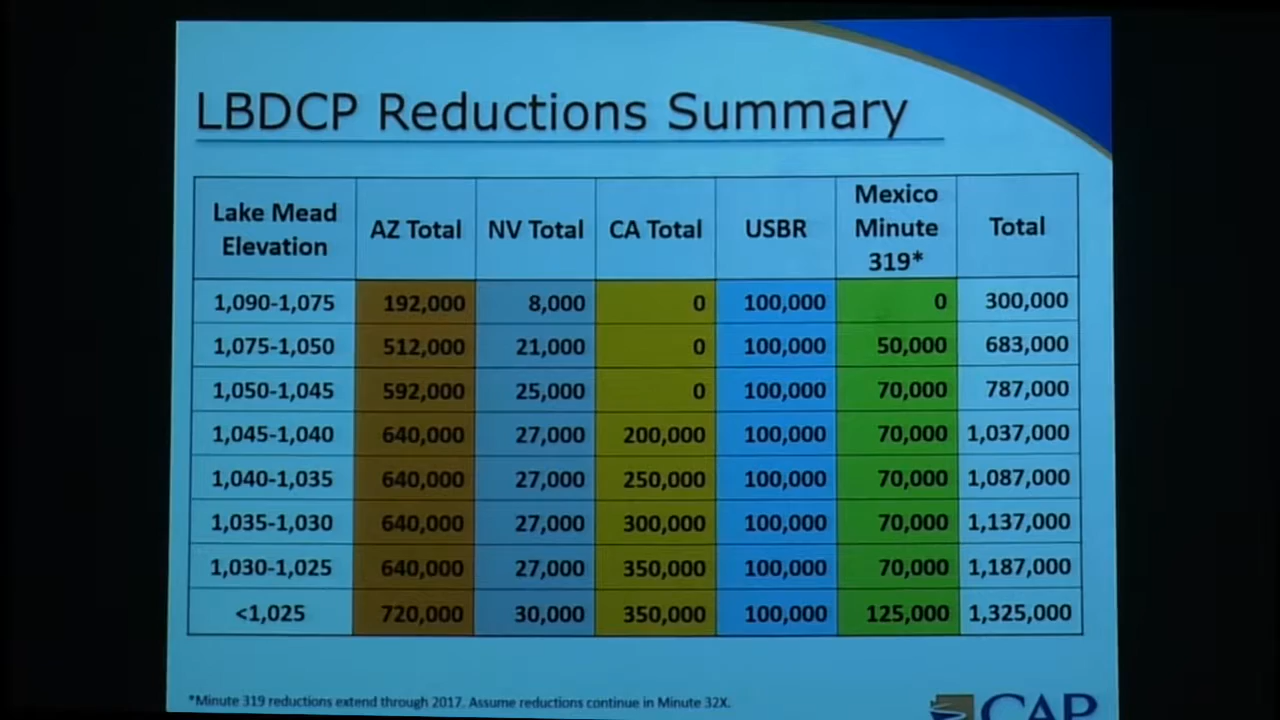 LBDCP Reductions Summary
Lake Mead Elevation AZ Total NV Total CA Total USBR Mexico Minute 319* Total
1,090-1,075 192,000 8,000 0 100,000 0 300,000
1,075-1,050 512,000 21,000 0 100,000 50,000 683,000
1,050-1,045 592,000 25,000 0 100,000 70,000 787,000
1,045-1,040 640,000 27,000 200,000 100,000 70,000 1,037,000
1,040-1,035 640,000 27,000 250,000 100,000 70,000 1,087,000
1,035-1,030 640,000 27,000 300,000 100,000 70,000 1,137,000
1,030-1,025 640,000 27,000 350,000 100,000 70,000 1,187,000
<1,025 720,000 30,000 350,000 100,000 125,000 1,325,000
*Minute 319 reductions extend through 2017. Assume reductions continue in Minute 32X.
CAP